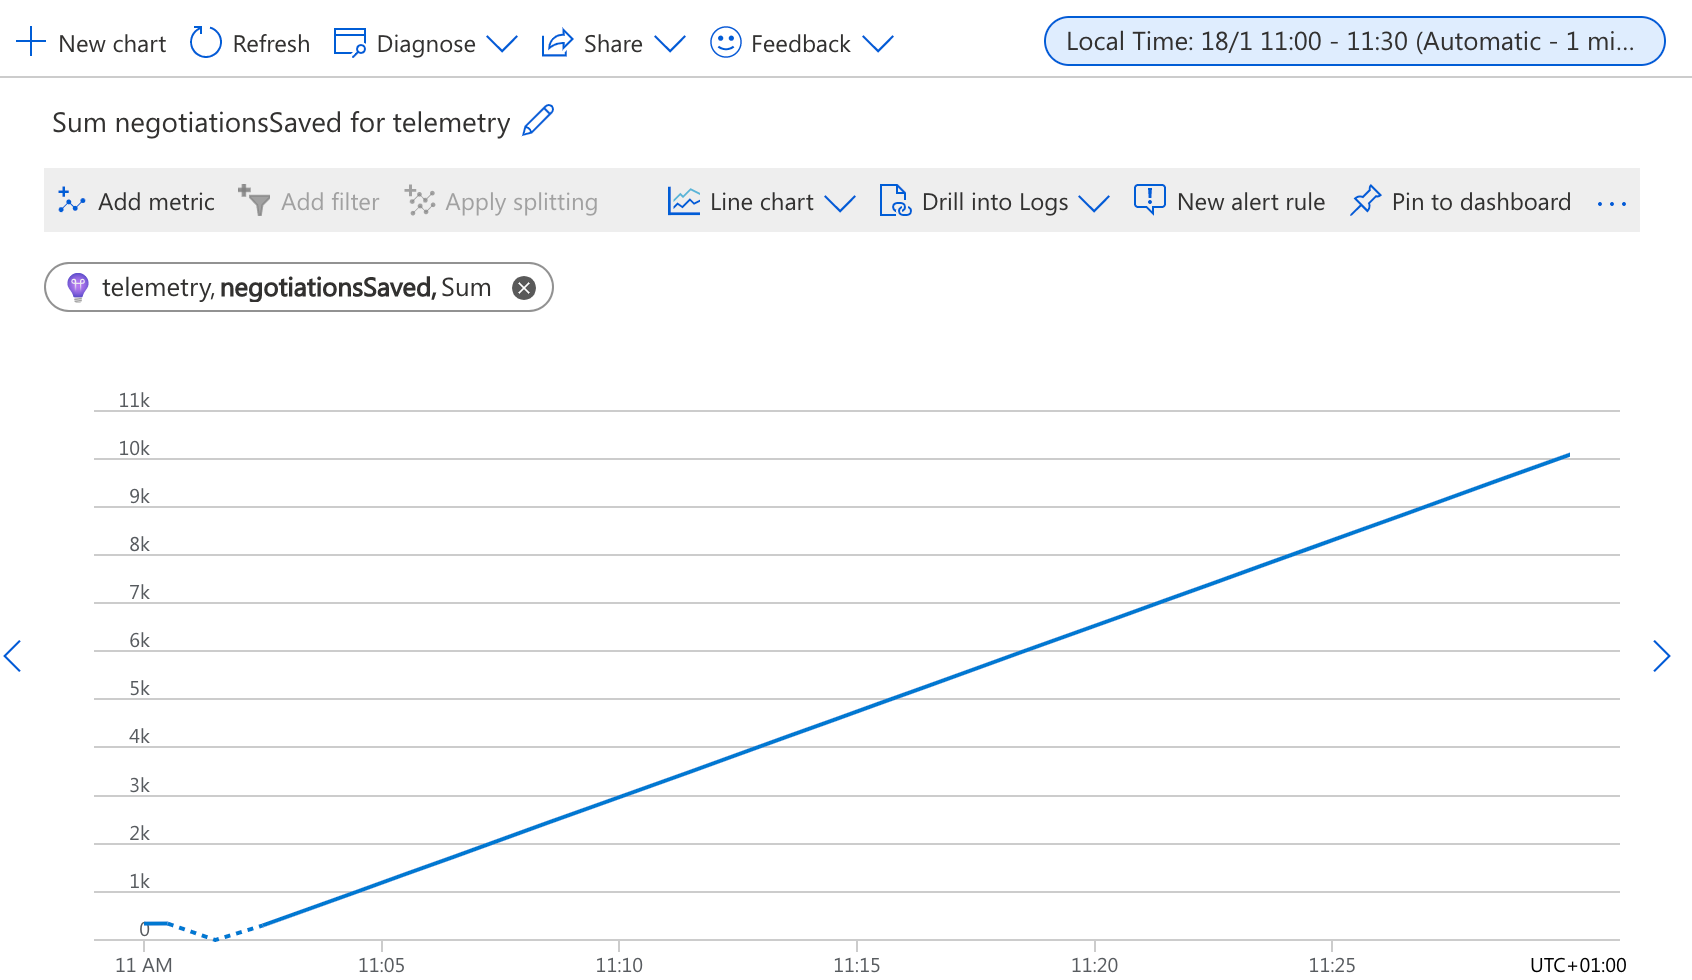 New chart Refresh Diagnose Share Feedback Local Time: 18/1 11:00 - 11:30 (Automatic - 1 mi...
Sum negotiationsSaved for telemetry
Add metric Add filter Apply splitting Line chart Drill into Logs New alert rule Pin to dashboard ...
telemetry, negotiationsSaved, Sum
11k
10k
9k
8k
7k
6k
5k
4k
3k
2k
1k
0
11 AM 11:05 11:10 11:15 11:20 11:25 UTC+01:00